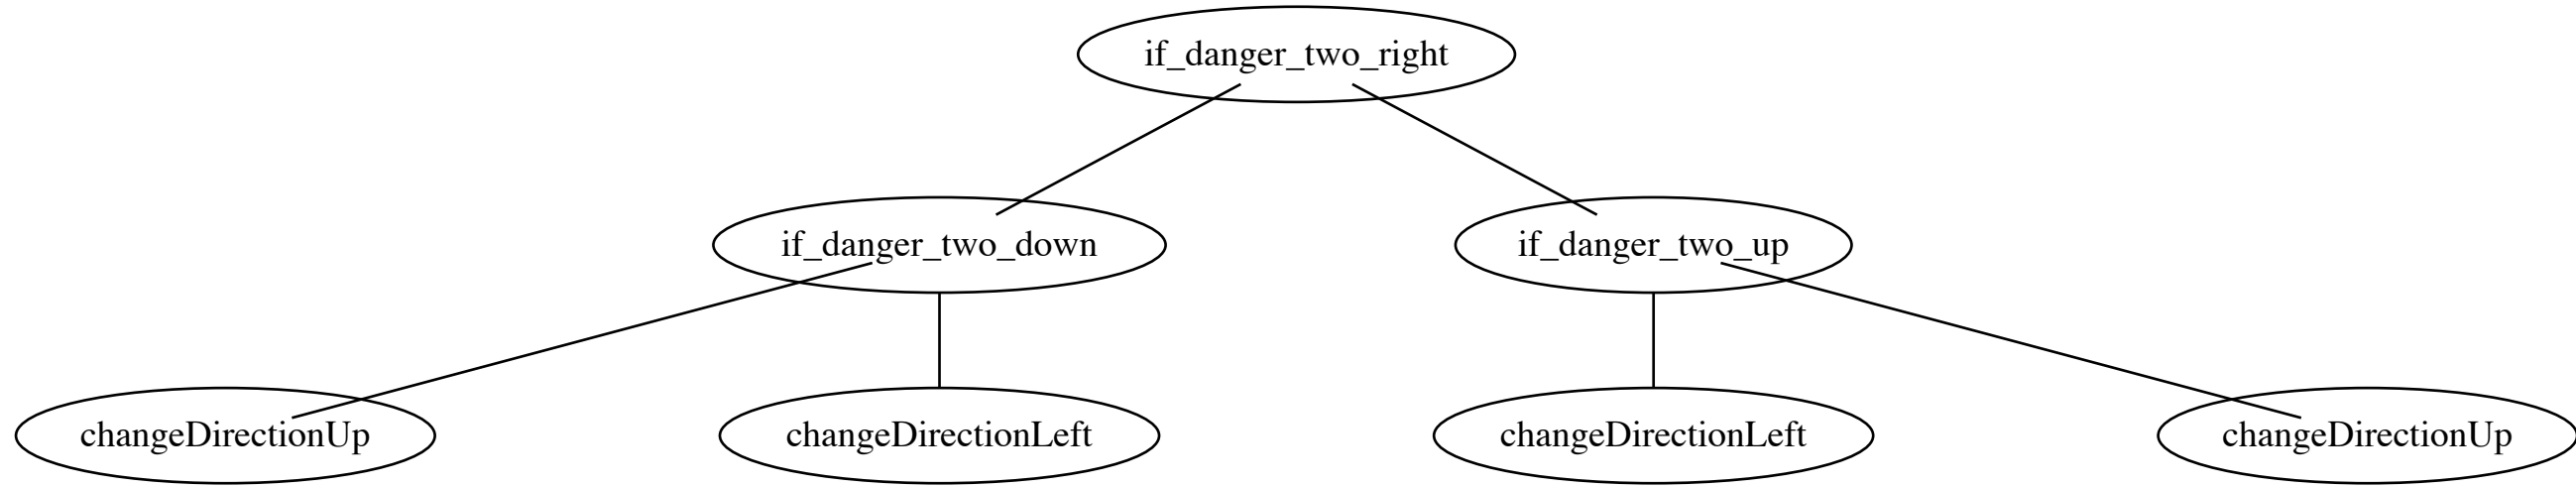 if_danger_two_right
if_danger_two_down
if_danger_two_up
changeDirectionUp
changeDirectionLeft
changeDirectionLeft
changeDirectionUp